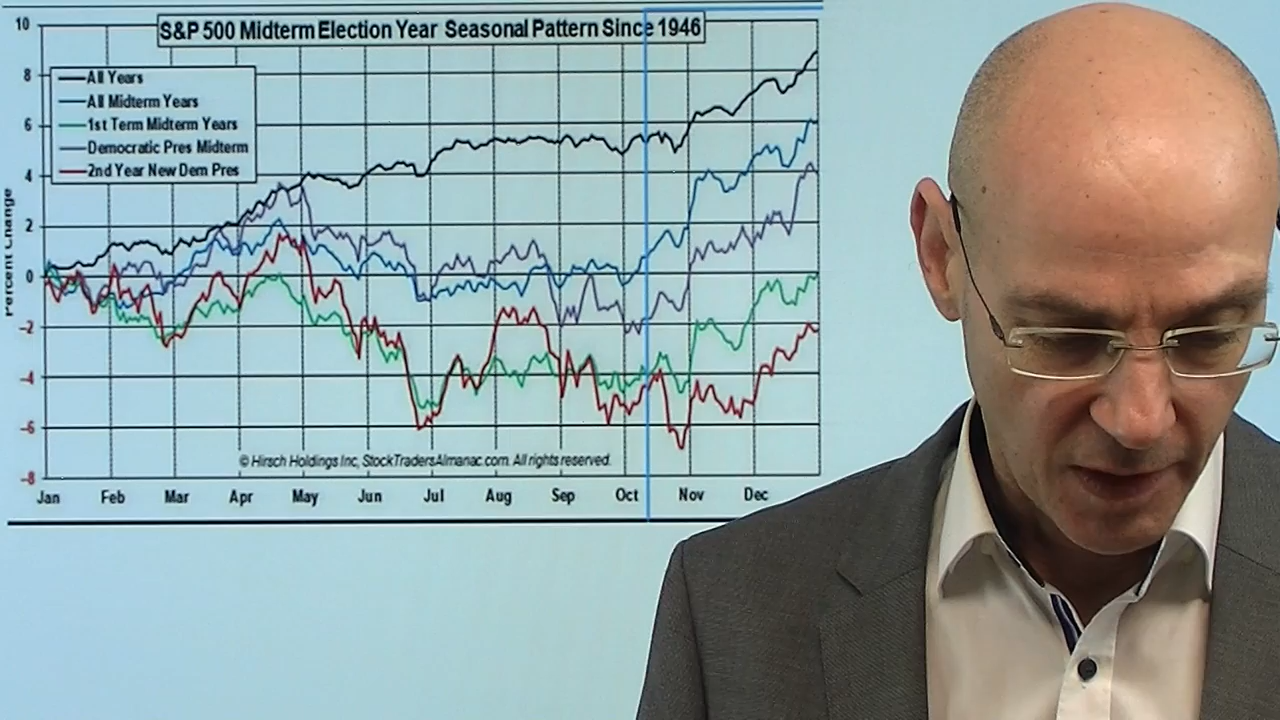 S&P 500 Midterm Election Year Seasonal Pattern Since 1946
10
8
6
4
2
0
-2
-4
-6
-8
Percent Change
All Years
All Midterm Years
1st Term Midterm Years
Democratic Pres Midterm
2nd Year New Dem Pres
© Hirsch Holdings Inc, StockTradersAlmanac.com. All rights reserved.
Jan Feb Mar Apr May Jun Jul Aug Sep Oct Nov Dec